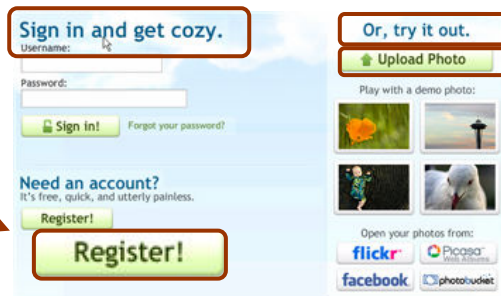 Sign in and get cozy.
Username:
Password:
Sign in!
Forgot your password?
Need an account?
It's free, quick, and utterly painless.
Register!
Register!
Or, try it out.
Upload Photo
Play with a demo photo:
Open your photos from:
flickr
Picasa
Web Albums
facebook
photobucket